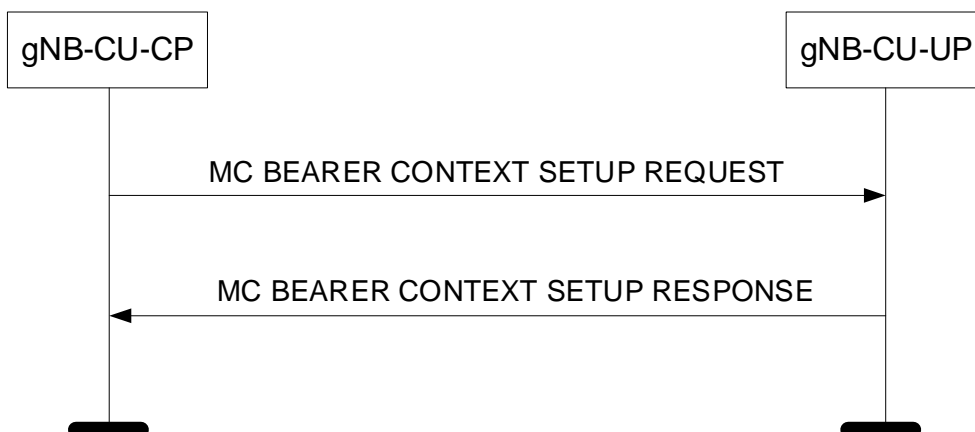 gNB-CU-CP
gNB-CU-UP
MC BEARER CONTEXT SETUP REQUEST
MC BEARER CONTEXT SETUP RESPONSE